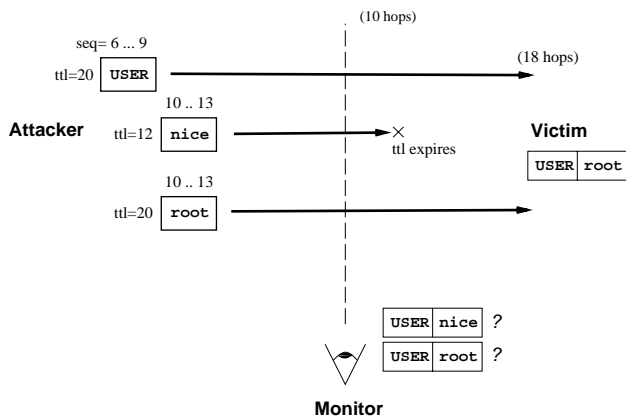 (10 hops)
seq= 6 ... 9
(18 hops)
ttl=20 USER
10 .. 13
Attacker
ttl=12 nice
ttl expires
Victim
USER root
10 .. 13
ttl=20 root
USER nice ?
USER root ?
Monitor